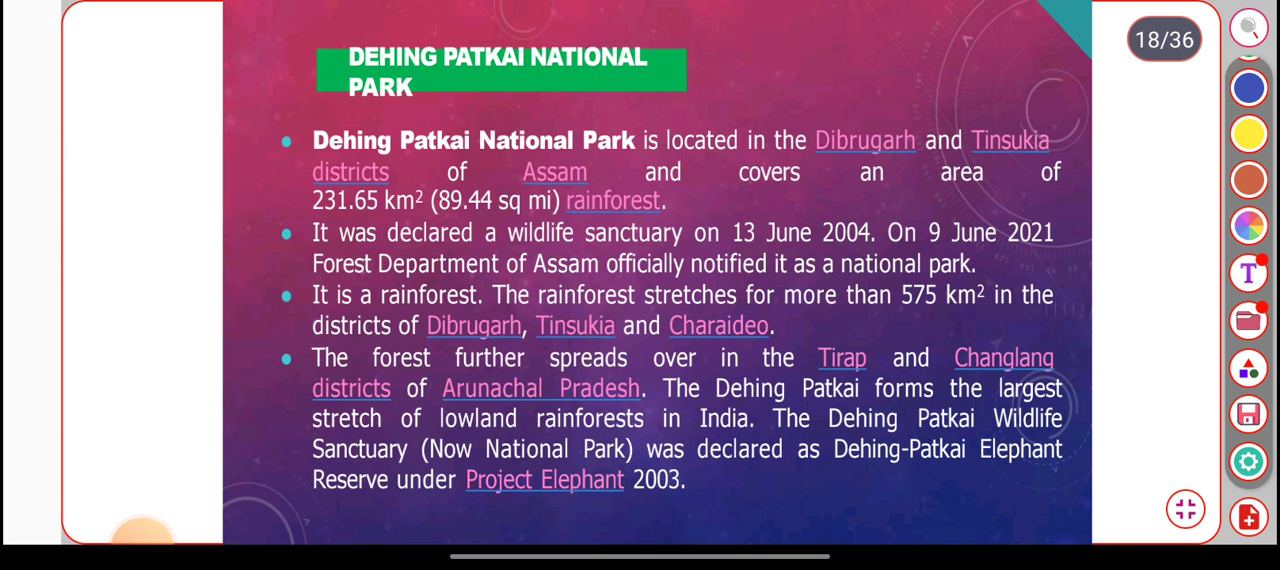 18/36
DEHING PATKAI NATIONAL
PARK
Dehing Patkai National Park is located in the Dibrugarh and Tinsukia
districts of Assam and covers an area of
231.65 km² (89.44 sq mi) rainforest.
It was declared a wildlife sanctuary on 13 June 2004. On 9 June 2021
Forest Department of Assam officially notified it as a national park.
It is a rainforest. The rainforest stretches for more than 575 km² in the
districts of Dibrugarh, Tinsukia and Charaideo.
The forest further spreads over in the Tirap and Changlang
districts of Arunachal Pradesh. The Dehing Patkai forms the largest
stretch of lowland rainforests in India. The Dehing Patkai Wildlife
Sanctuary (Now National Park) was declared as Dehing-Patkai Elephant
Reserve under Project Elephant 2003.
T